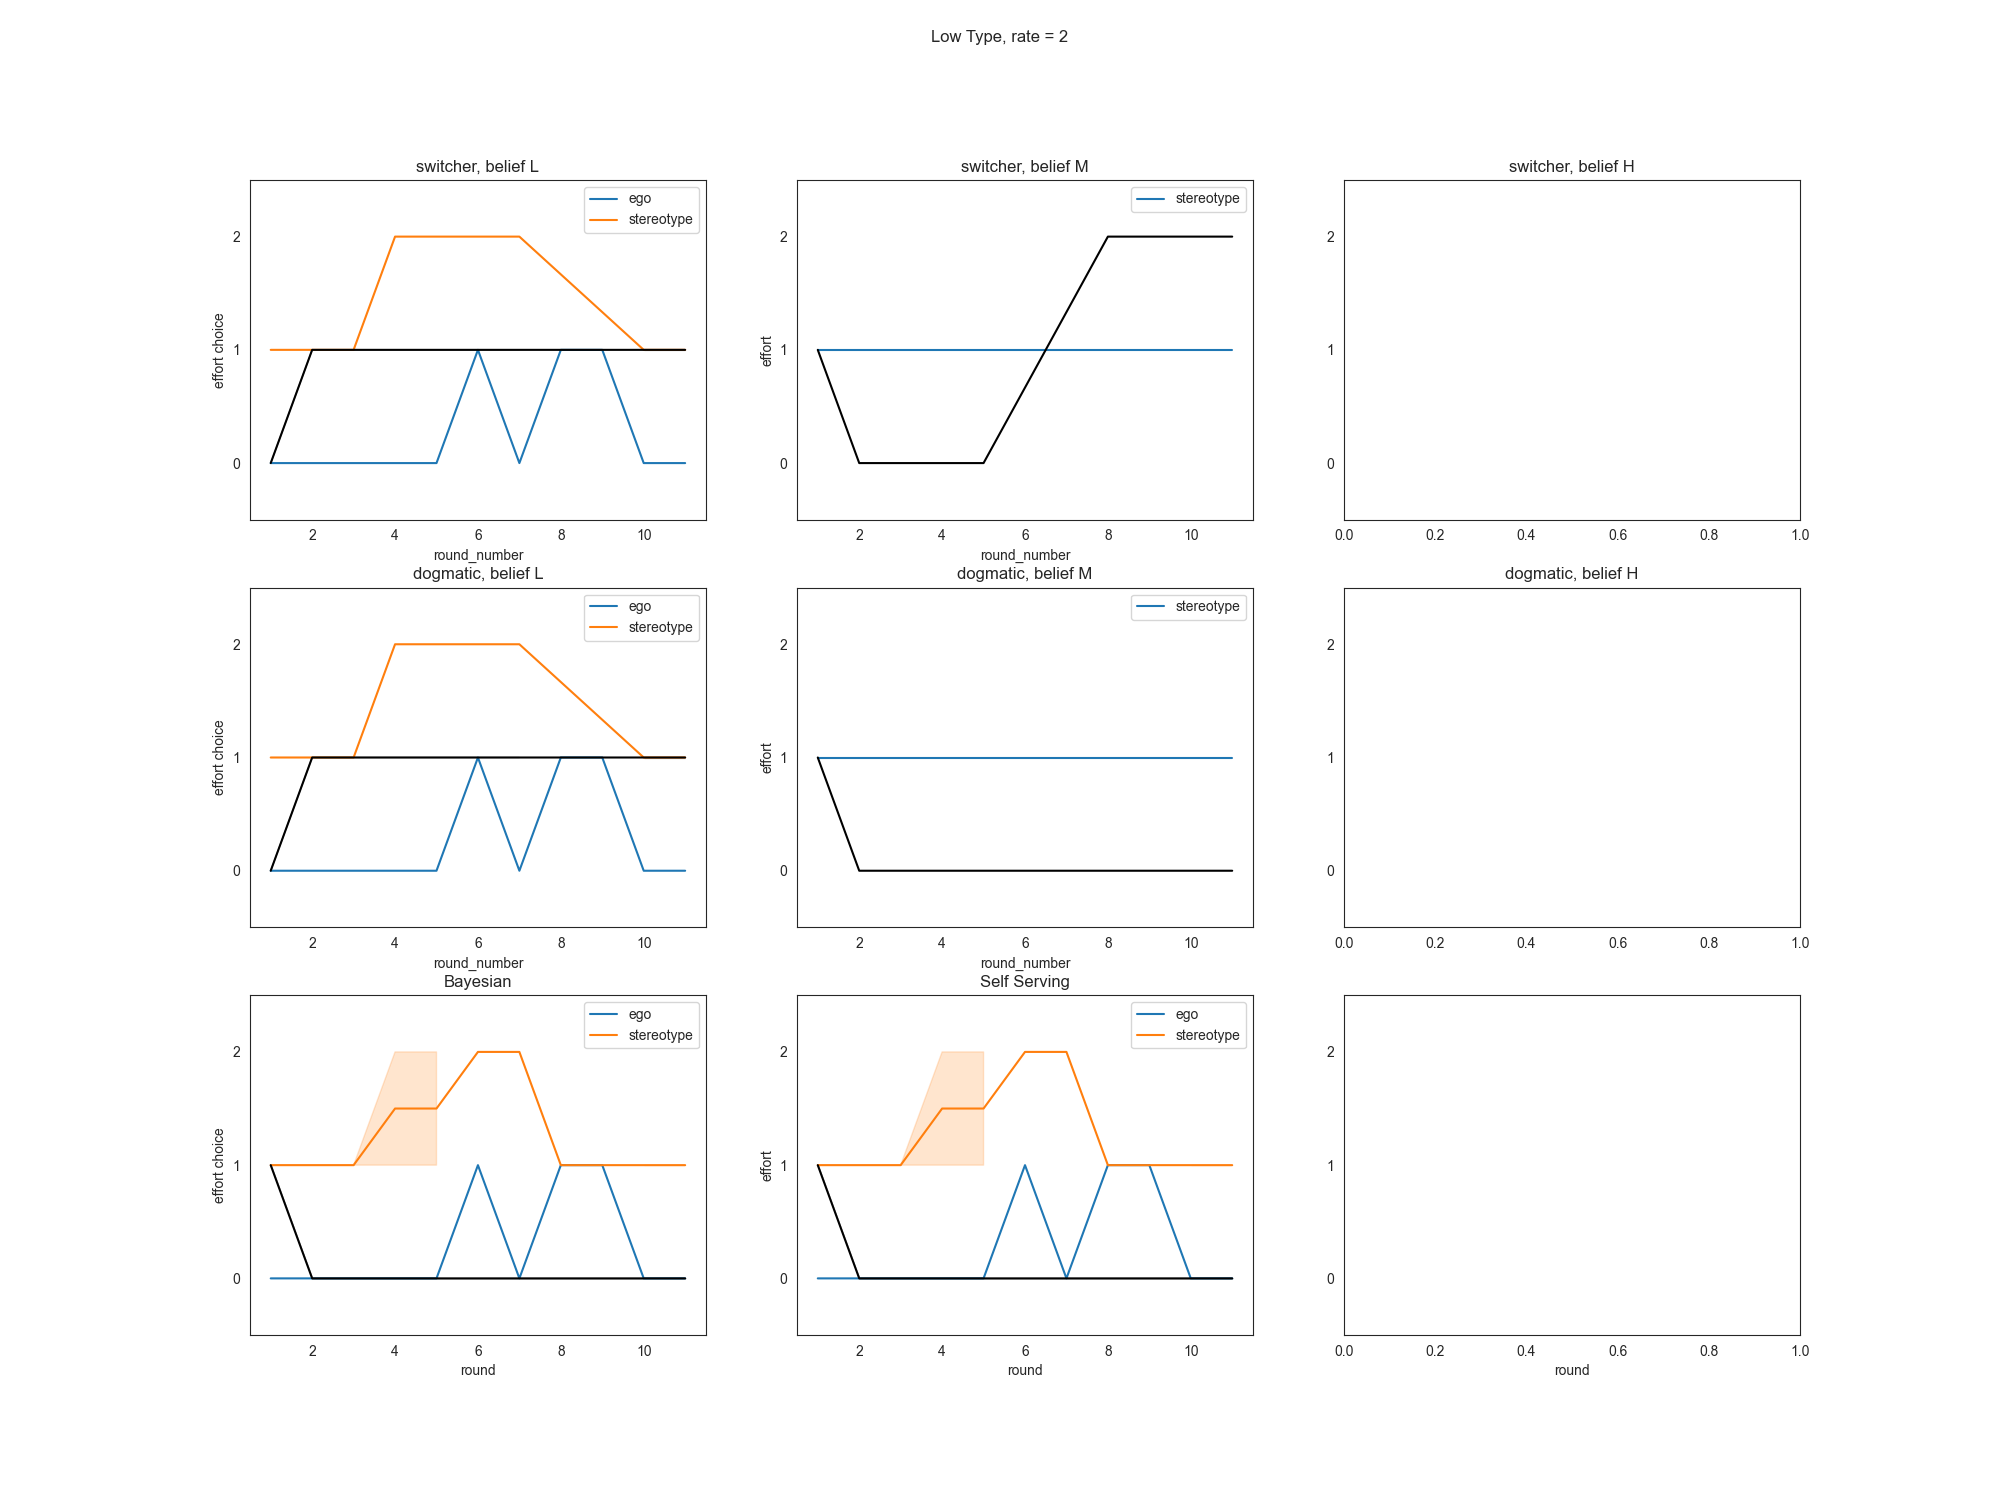 Low Type, rate = 2
switcher, belief L
switcher, belief M
switcher, belief H
ego
stereotype
effort choice
2
1
0
2 4 6 8 10
round_number
stereotype
effort
2
1
0
2 4 6 8 10
round_number
2
1
0
0.0 0.2 0.4 0.6 0.8 1.0
dogmatic, belief L
dogmatic, belief M
dogmatic, belief H
ego
stereotype
effort choice
2
1
0
2 4 6 8 10
round_number
stereotype
effort
2
1
0
2 4 6 8 10
round_number
2
1
0
0.0 0.2 0.4 0.6 0.8 1.0
Bayesian
Self Serving
ego
stereotype
effort choice
2
1
0
2 4 6 8 10
round
ego
stereotype
effort
2
1
0
2 4 6 8 10
round
2
1
0
0.0 0.2 0.4 0.6 0.8 1.0
round